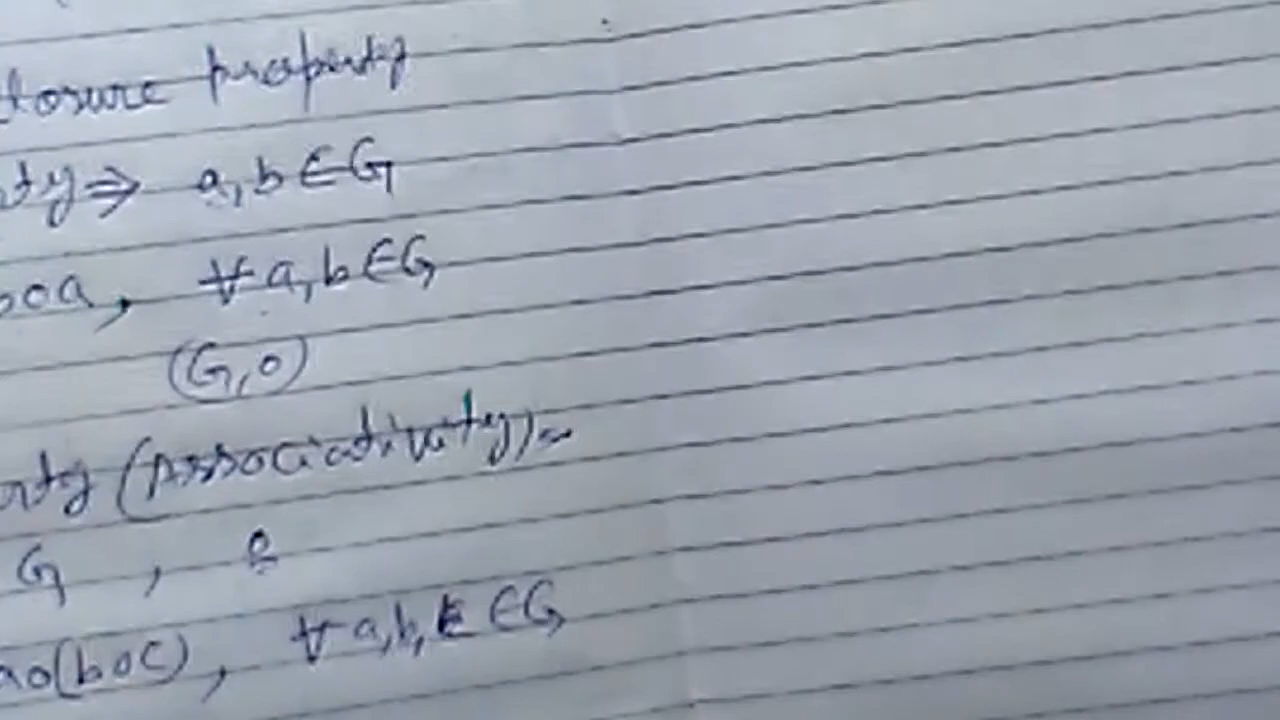 losure property
ty ⇒ a, b ∈ G
boa, ∀ a, b ∈ G
(G, o)
rty (Associativity):-
G , e
ao(boc), ∀ a, b, c ∈ G